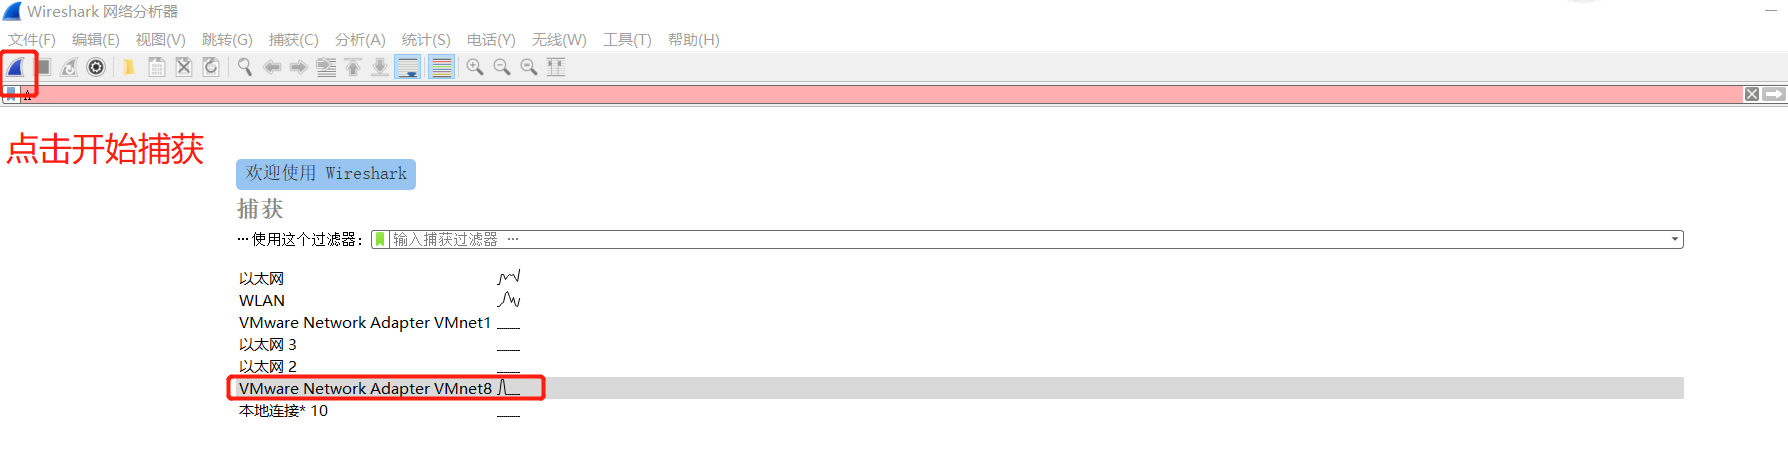 Wireshark 网络分析器
文件(F) 编辑(E) 视图(V) 跳转(G) 捕获(C) 分析(A) 统计(S) 电话(Y) 无线(W) 工具(T) 帮助(H)
点击开始捕获
欢迎使用 Wireshark
捕获
…使用这个过滤器： 输入捕获过滤器 …
以太网
WLAN
VMware Network Adapter VMnet1
以太网 3
以太网 2
VMware Network Adapter VMnet8
本地连接* 10